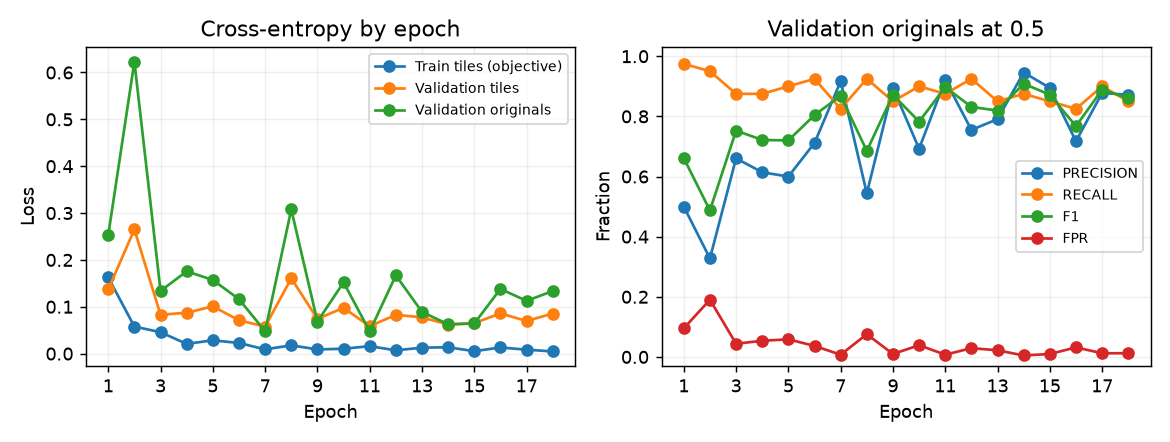 Cross-entropy by epoch
Loss
0.6
0.5
0.4
0.3
0.2
0.1
0.0
Train tiles (objective)
Validation tiles
Validation originals
1 3 5 7 9 11 13 15 17
Epoch
Validation originals at 0.5
Fraction
1.0
0.8
0.6
0.4
0.2
0.0
PRECISION
RECALL
F1
FPR
1 3 5 7 9 11 13 15 17
Epoch